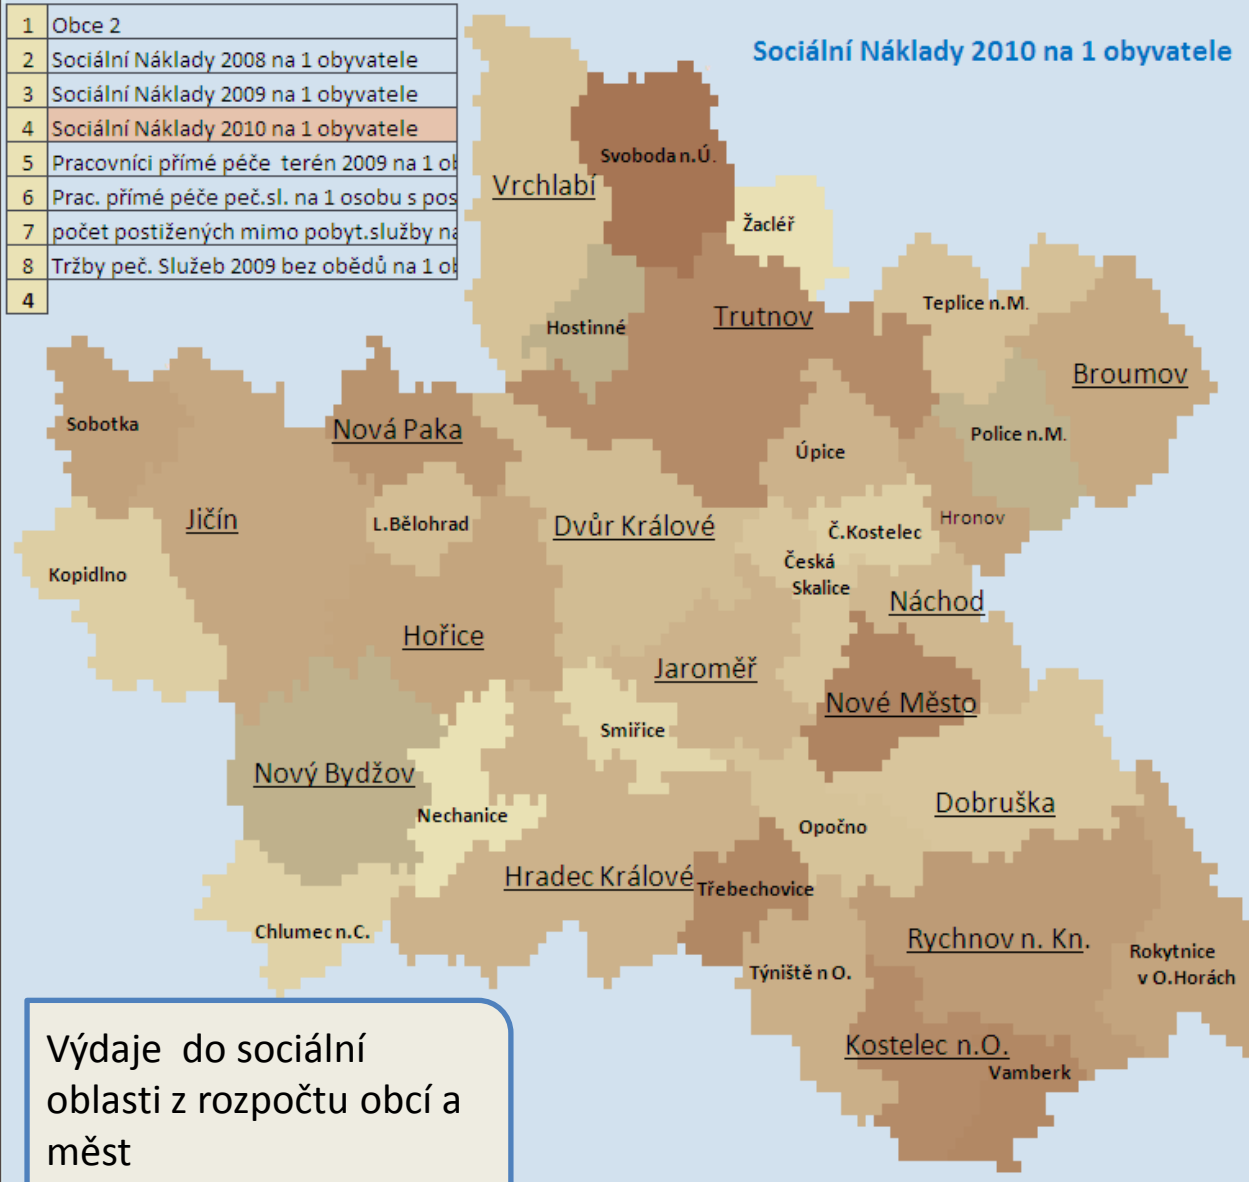 1 Obce 2
2 Sociální Náklady 2008 na 1 obyvatele
3 Sociální Náklady 2009 na 1 obyvatele
4 Sociální Náklady 2010 na 1 obyvatele
5 Pracovníci přímé péče terén 2009 na 1
6 Prac. přímé péče peč.sl. na 1 osobu s pos
7 počet postižených mimo pobyt.služby
8 Tržby peč. Služeb 2009 bez obědů na 1
4
Sociální Náklady 2010 na 1 obyvatele
Svoboda n.Ú.
Vrchlabí
Žacléř
Teplice n.M.
Hostinné
Trutnov
Broumov
Sobotka
Nová Paka
Police n.M.
Úpice
Jičín
L.Bělohrad
Dvůr Králové
Č.Kostelec
Hronov
Kopidlno
Česká
Skalice
Náchod
Hořice
Jaroměř
Nové Město
Smiřice
Nový Bydžov
Nechanice
Opočno
Dobruška
Hradec Králové
Třebechovice
Chlumec n.C.
Rychnov n. Kn.
Rokytnice
v O.Horách
Týniště n O.
Kostelec n.O.
Vamberk
Výdaje do sociální
oblasti z rozpočtu obcí a
měst